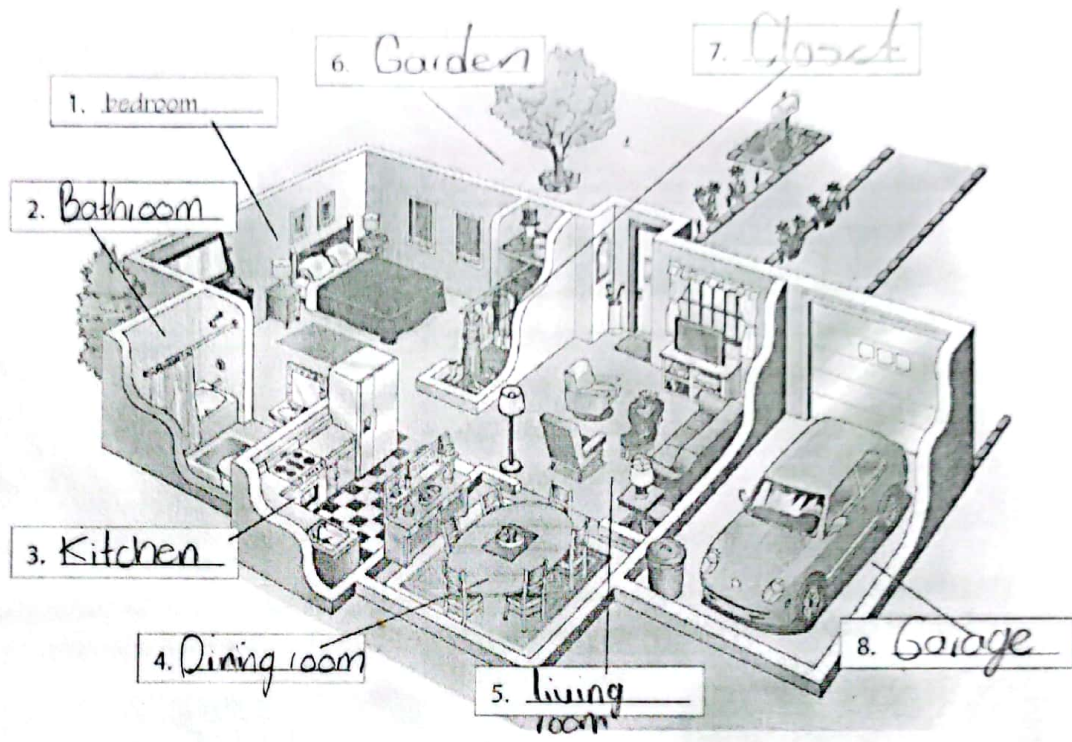 6. Garden
7. Closet
1. bedroom
2. Bathroom
3. Kitchen
4. Dining room
5. living
room
8. Garage